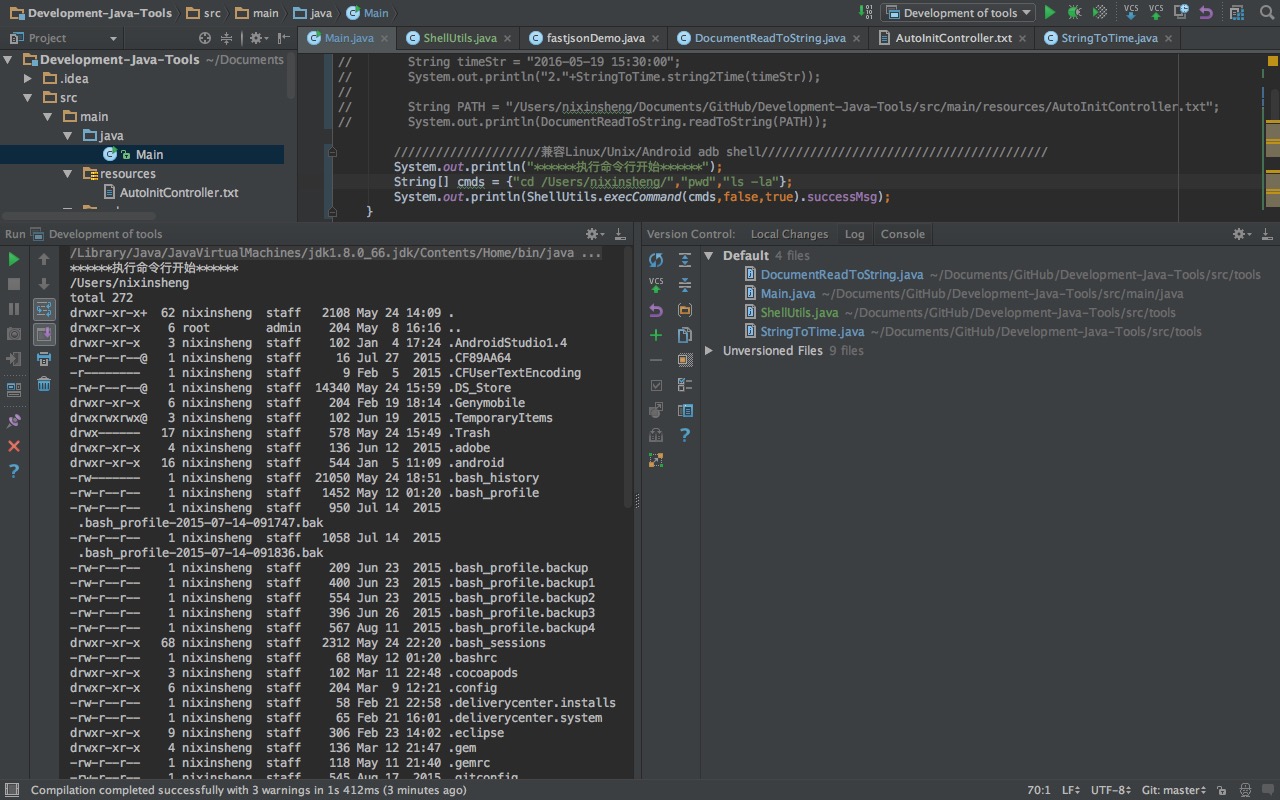 Development-Java-Tools src main java Main Development of tools VCS VCS
Project Main.java ShellUtils.java fastjsonDemo.java DocumentReadToString.java AutoInitController.txt StringToTime.java
Development-Java-Tools ~/Documents
.idea
src
main
java
Main
resources
AutoInitController.txt
// String timeStr = "2016-05-19 15:30:00";
// System.out.println("2."+StringToTime.string2Time(timeStr));
//
// String PATH = "/Users/nixinsheng/Documents/GitHub/Development-Java-Tools/src/main/resources/AutoInitController.txt";
// System.out.println(DocumentReadToString.readToString(PATH));
/////////////////////兼容Linux/Unix/Android adb shell/////////////////////////////////////////
System.out.println("******执行命令行开始******");
String[] cmds = {"cd /Users/nixinsheng/","pwd","ls -la"};
System.out.println(ShellUtils.execCommand(cmds,false,true).successMsg);
}
Run Development of tools
/Library/Java/JavaVirtualMachines/jdk1.8.0_66.jdk/Contents/Home/bin/java ...
******执行命令行开始******
/Users/nixinsheng
total 272
drwxr-xr-x+ 62 nixinsheng staff 2108 May 24 14:09 .
drwxr-xr-x 6 root admin 204 May 8 16:16 ..
drwxr-xr-x 3 nixinsheng staff 102 Jan 4 17:24 .AndroidStudio1.4
-rw-r--r--@ 1 nixinsheng staff 16 Jul 27 2015 .CF89AA64
-r-------- 1 nixinsheng staff 9 Feb 5 2015 .CFUserTextEncoding
-rw-r--r--@ 1 nixinsheng staff 14340 May 24 15:59 .DS_Store
drwxr-xr-x 6 nixinsheng staff 204 Feb 19 18:14 .Genymobile
drwxrwxrwx@ 3 nixinsheng staff 102 Jun 19 2015 .TemporaryItems
drwx------ 17 nixinsheng staff 578 May 24 15:49 .Trash
drwxr-xr-x 4 nixinsheng staff 136 Jun 12 2015 .adobe
drwxr-xr-x 16 nixinsheng staff 544 Jan 5 11:09 .android
-rw------- 1 nixinsheng staff 21050 May 24 18:51 .bash_history
-rw-r--r-- 1 nixinsheng staff 1452 May 12 01:20 .bash_profile
-rw-r--r-- 1 nixinsheng staff 950 Jul 14 2015
.bash_profile-2015-07-14-091747.bak
-rw-r--r-- 1 nixinsheng staff 1058 Jul 14 2015
.bash_profile-2015-07-14-091836.bak
-rw-r--r-- 1 nixinsheng staff 209 Jun 23 2015 .bash_profile.backup
-rw-r--r-- 1 nixinsheng staff 400 Jun 23 2015 .bash_profile.backup1
-rw-r--r-- 1 nixinsheng staff 554 Jun 23 2015 .bash_profile.backup2
-rw-r--r-- 1 nixinsheng staff 396 Jun 26 2015 .bash_profile.backup3
-rw-r--r-- 1 nixinsheng staff 567 Aug 11 2015 .bash_profile.backup4
drwxr-xr-x 68 nixinsheng staff 2312 May 24 22:20 .bash_sessions
-rw-r--r-- 1 nixinsheng staff 68 May 12 01:20 .bashrc
drwxr-xr-x 3 nixinsheng staff 102 Mar 11 22:48 .cocoapods
drwxr-xr-x 6 nixinsheng staff 204 Mar 9 12:21 .config
-rw-r--r-- 1 nixinsheng staff 58 Feb 21 22:58 .deliverycenter.installs
-rw-r--r-- 1 nixinsheng staff 65 Feb 21 16:01 .deliverycenter.system
drwxr-xr-x 9 nixinsheng staff 306 Feb 23 14:02 .eclipse
drwxr-xr-x 4 nixinsheng staff 136 Mar 12 21:47 .gem
-rw-r--r-- 1 nixinsheng staff 118 May 11 21:40 .gemrc
-rw-r--r-- 1 nixinsheng staff 545 Aug 17 2015 .gitconfig
Version Control: Local Changes Log Console
VCS
Default 4 files
DocumentReadToString.java ~/Documents/GitHub/Development-Java-Tools/src/tools
Main.java ~/Documents/GitHub/Development-Java-Tools/src/main/java
ShellUtils.java ~/Documents/GitHub/Development-Java-Tools/src/tools
StringToTime.java ~/Documents/GitHub/Development-Java-Tools/src/tools
Unversioned Files 9 files
Compilation completed successfully with 3 warnings in 1s 412ms (3 minutes ago) 70:1 LF UTF-8 Git: master